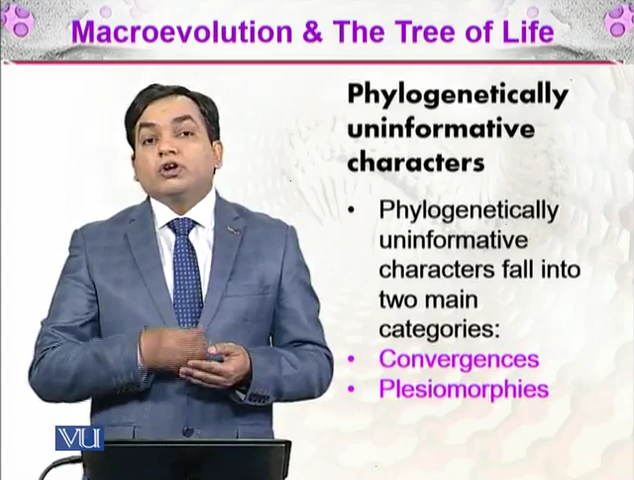 Macroevolution & The Tree of Life
Phylogenetically
uninformative
characters
• Phylogenetically
uninformative
characters fall into
two main
categories:
• Convergences
• Plesiomorphies
VU